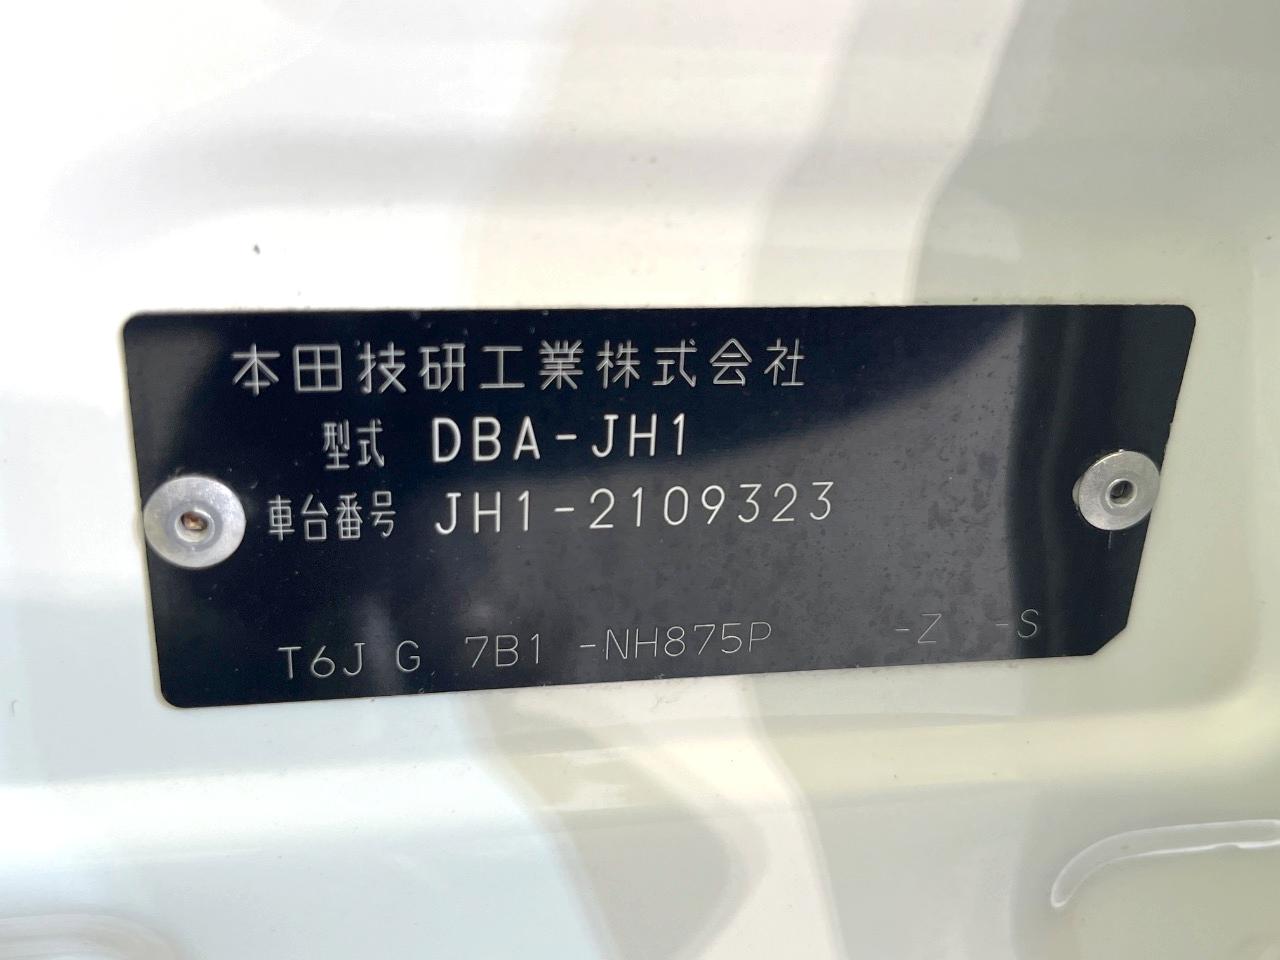 本田技研工業株式会社
型式 DBA-JH1
車台番号 JH1-2109323
T6J G 7B1 -NH875P -Z -S